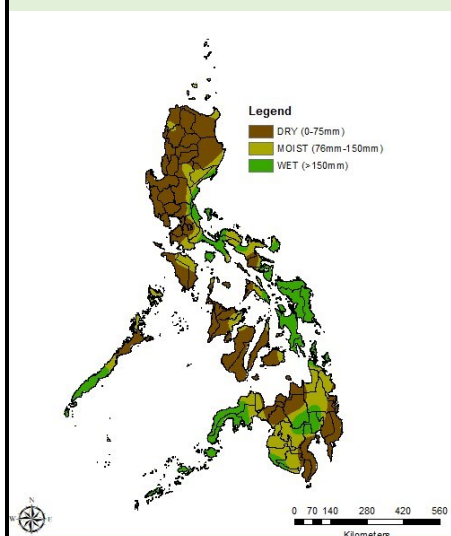 Legend
DRY (0-75mm)
MOIST (76mm-150mm)
WET (>150mm)
N
W E
S
0 70 140 280 420 560
Kilometers